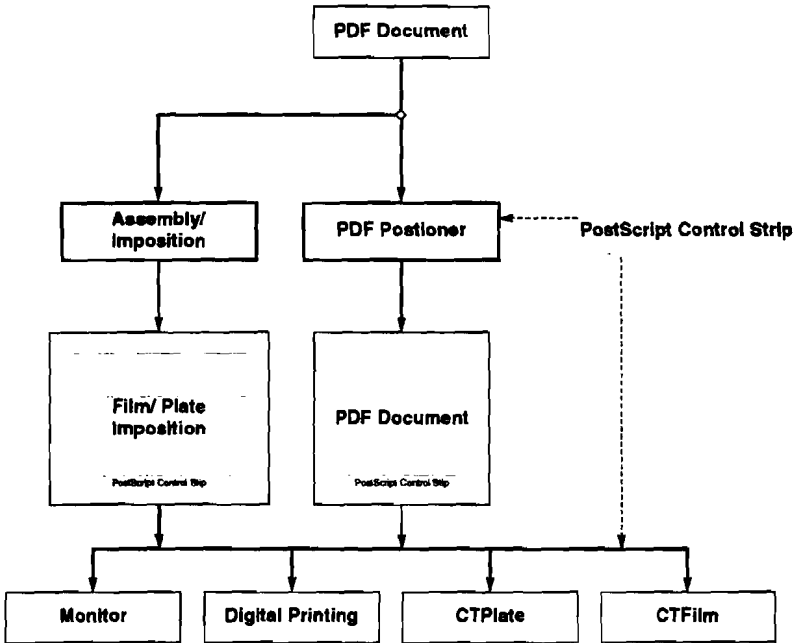 PDF Document
Assembly/
Imposition
PDF Postioner
PostScript Control Strip
Film/ Plate
Imposition
PDF Document
PostScript Control Strip
PostScript Control Strip
Monitor
Digital Printing
CTPlate
CTFilm